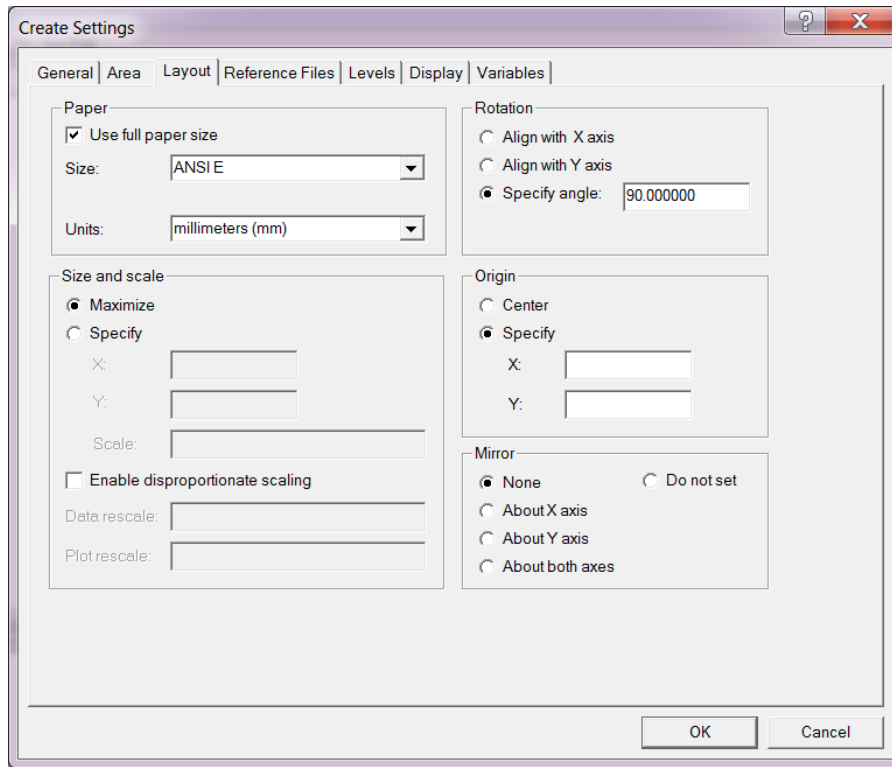 Create Settings
General Area Layout Reference Files Levels Display Variables
Paper
Use full paper size
Size: ANSI E
Units: millimeters (mm)
Rotation
Align with X axis
Align with Y axis
Specify angle: 90.000000
Size and scale
Maximize
Specify
X:
Y:
Scale:
Enable disproportionate scaling
Data rescale:
Plot rescale:
Origin
Center
Specify
X:
Y:
Mirror
None Do not set
About X axis
About Y axis
About both axes
OK Cancel